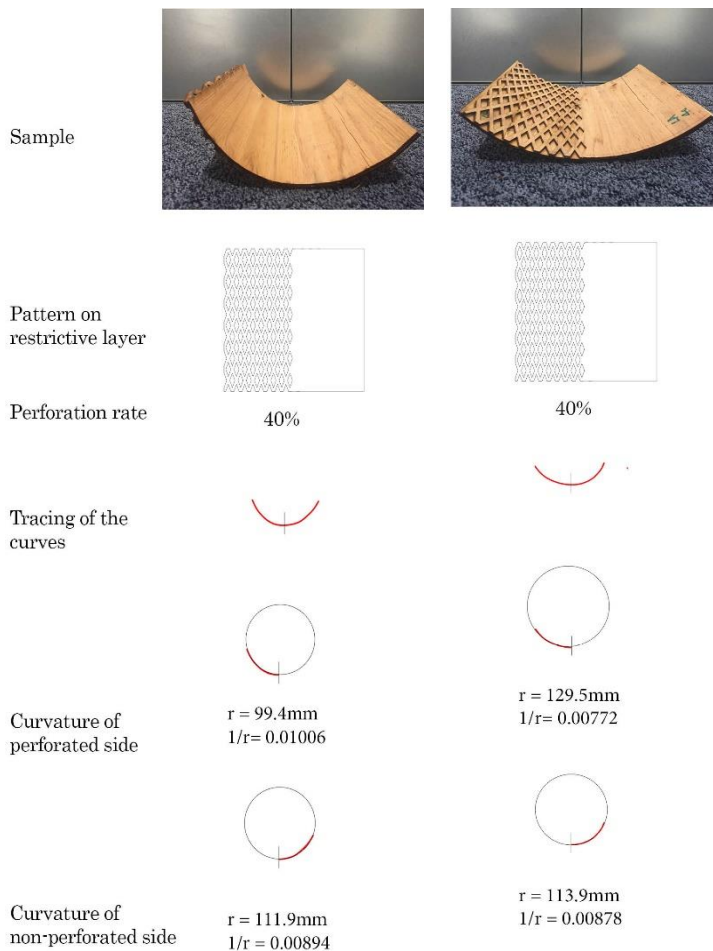 Sample
Pattern on
restrictive layer
Perforation rate
40%
40%
Tracing of the
curves
Curvature of
perforated side
r = 99.4mm
1/r= 0.01006
r = 129.5mm
1/r= 0.00772
Curvature of
non-perforated side
r = 111.9mm
1/r= 0.00894
r = 113.9mm
1/r= 0.00878